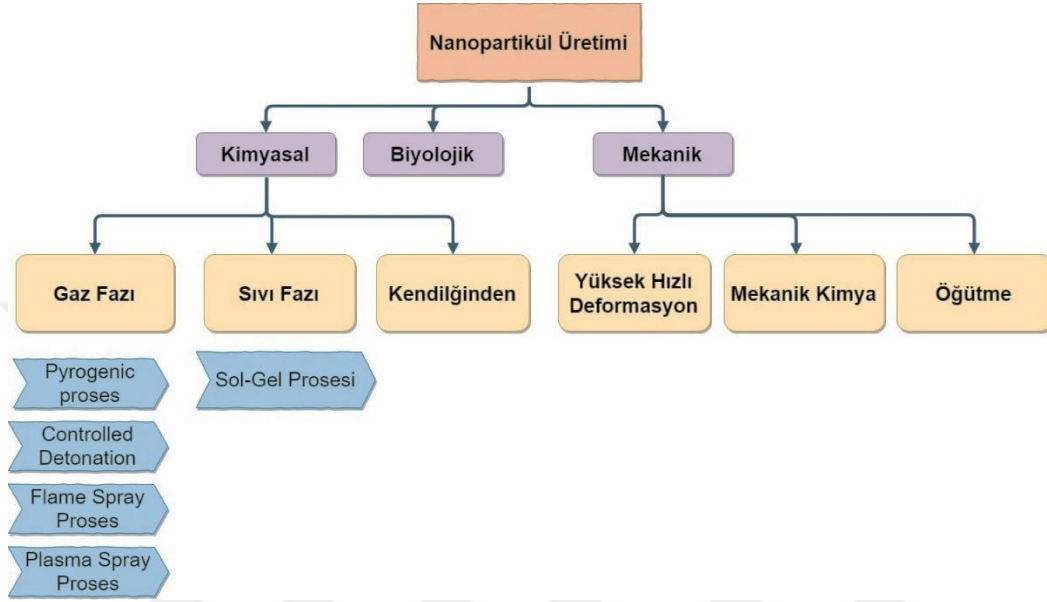 Nanopartikül Üretimi
Kimyasal
Biyolojik
Mekanik
Gaz Fazı
Sıvı Fazı
Kendilğinden
Yüksek Hızlı
Deformasyon
Mekanik Kimya
Öğütme
Pyrogenic
proses
Sol-Gel Prosesi
Controlled
Detonation
Flame Spray
Proses
Plasma Spray
Proses